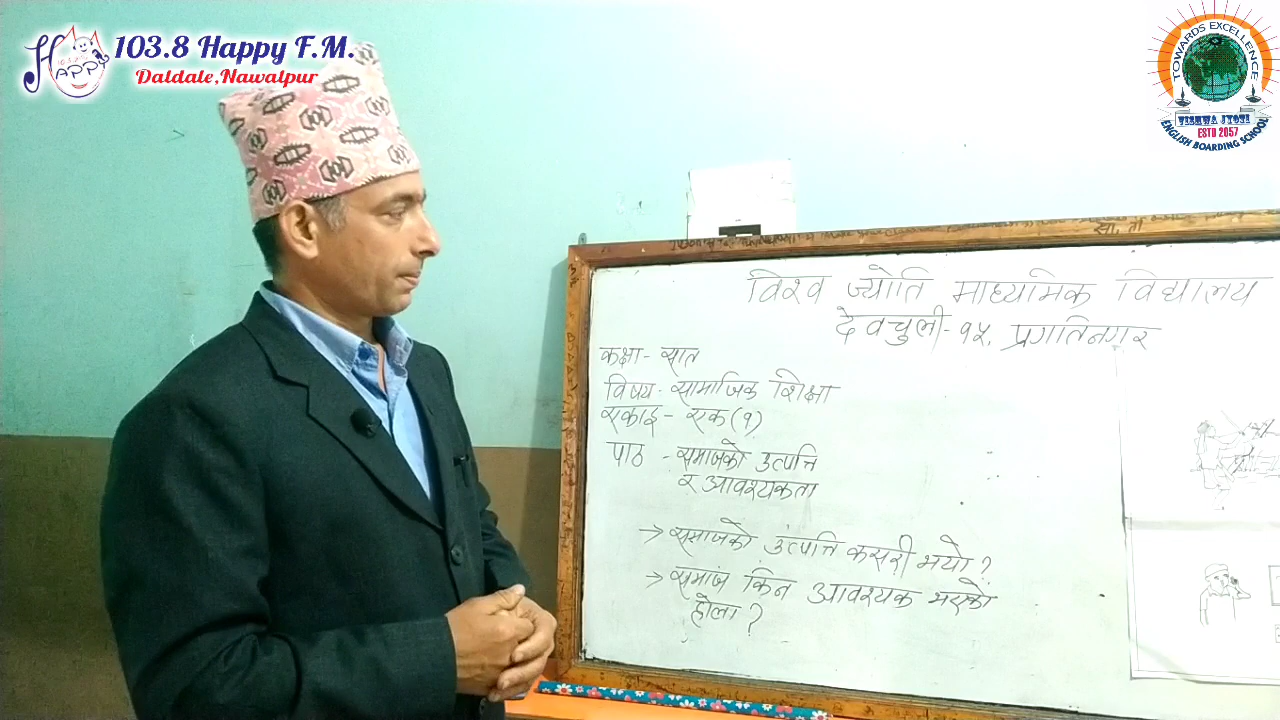 103.8 Happy F.M.
Daldale,Nawalpur
HAPPY
TOWARDS EXCELLENCE
VISHWA JYOTI
ESTD 2057
ENGLISH BOARDING SCHOOL
विश्व ज्योति माध्यमिक विद्यालय
देवचुली-१५, प्रगतिनगर
कक्षा- सात
विषय- सामाजिक शिक्षा
एकाई- एक(१)
पाठ - समाजको उत्पत्ति
र आवश्यकता
→ समाजको उत्पत्ति कसरी भयो ?
→ समाज किन आवश्यक भएको
होला ?